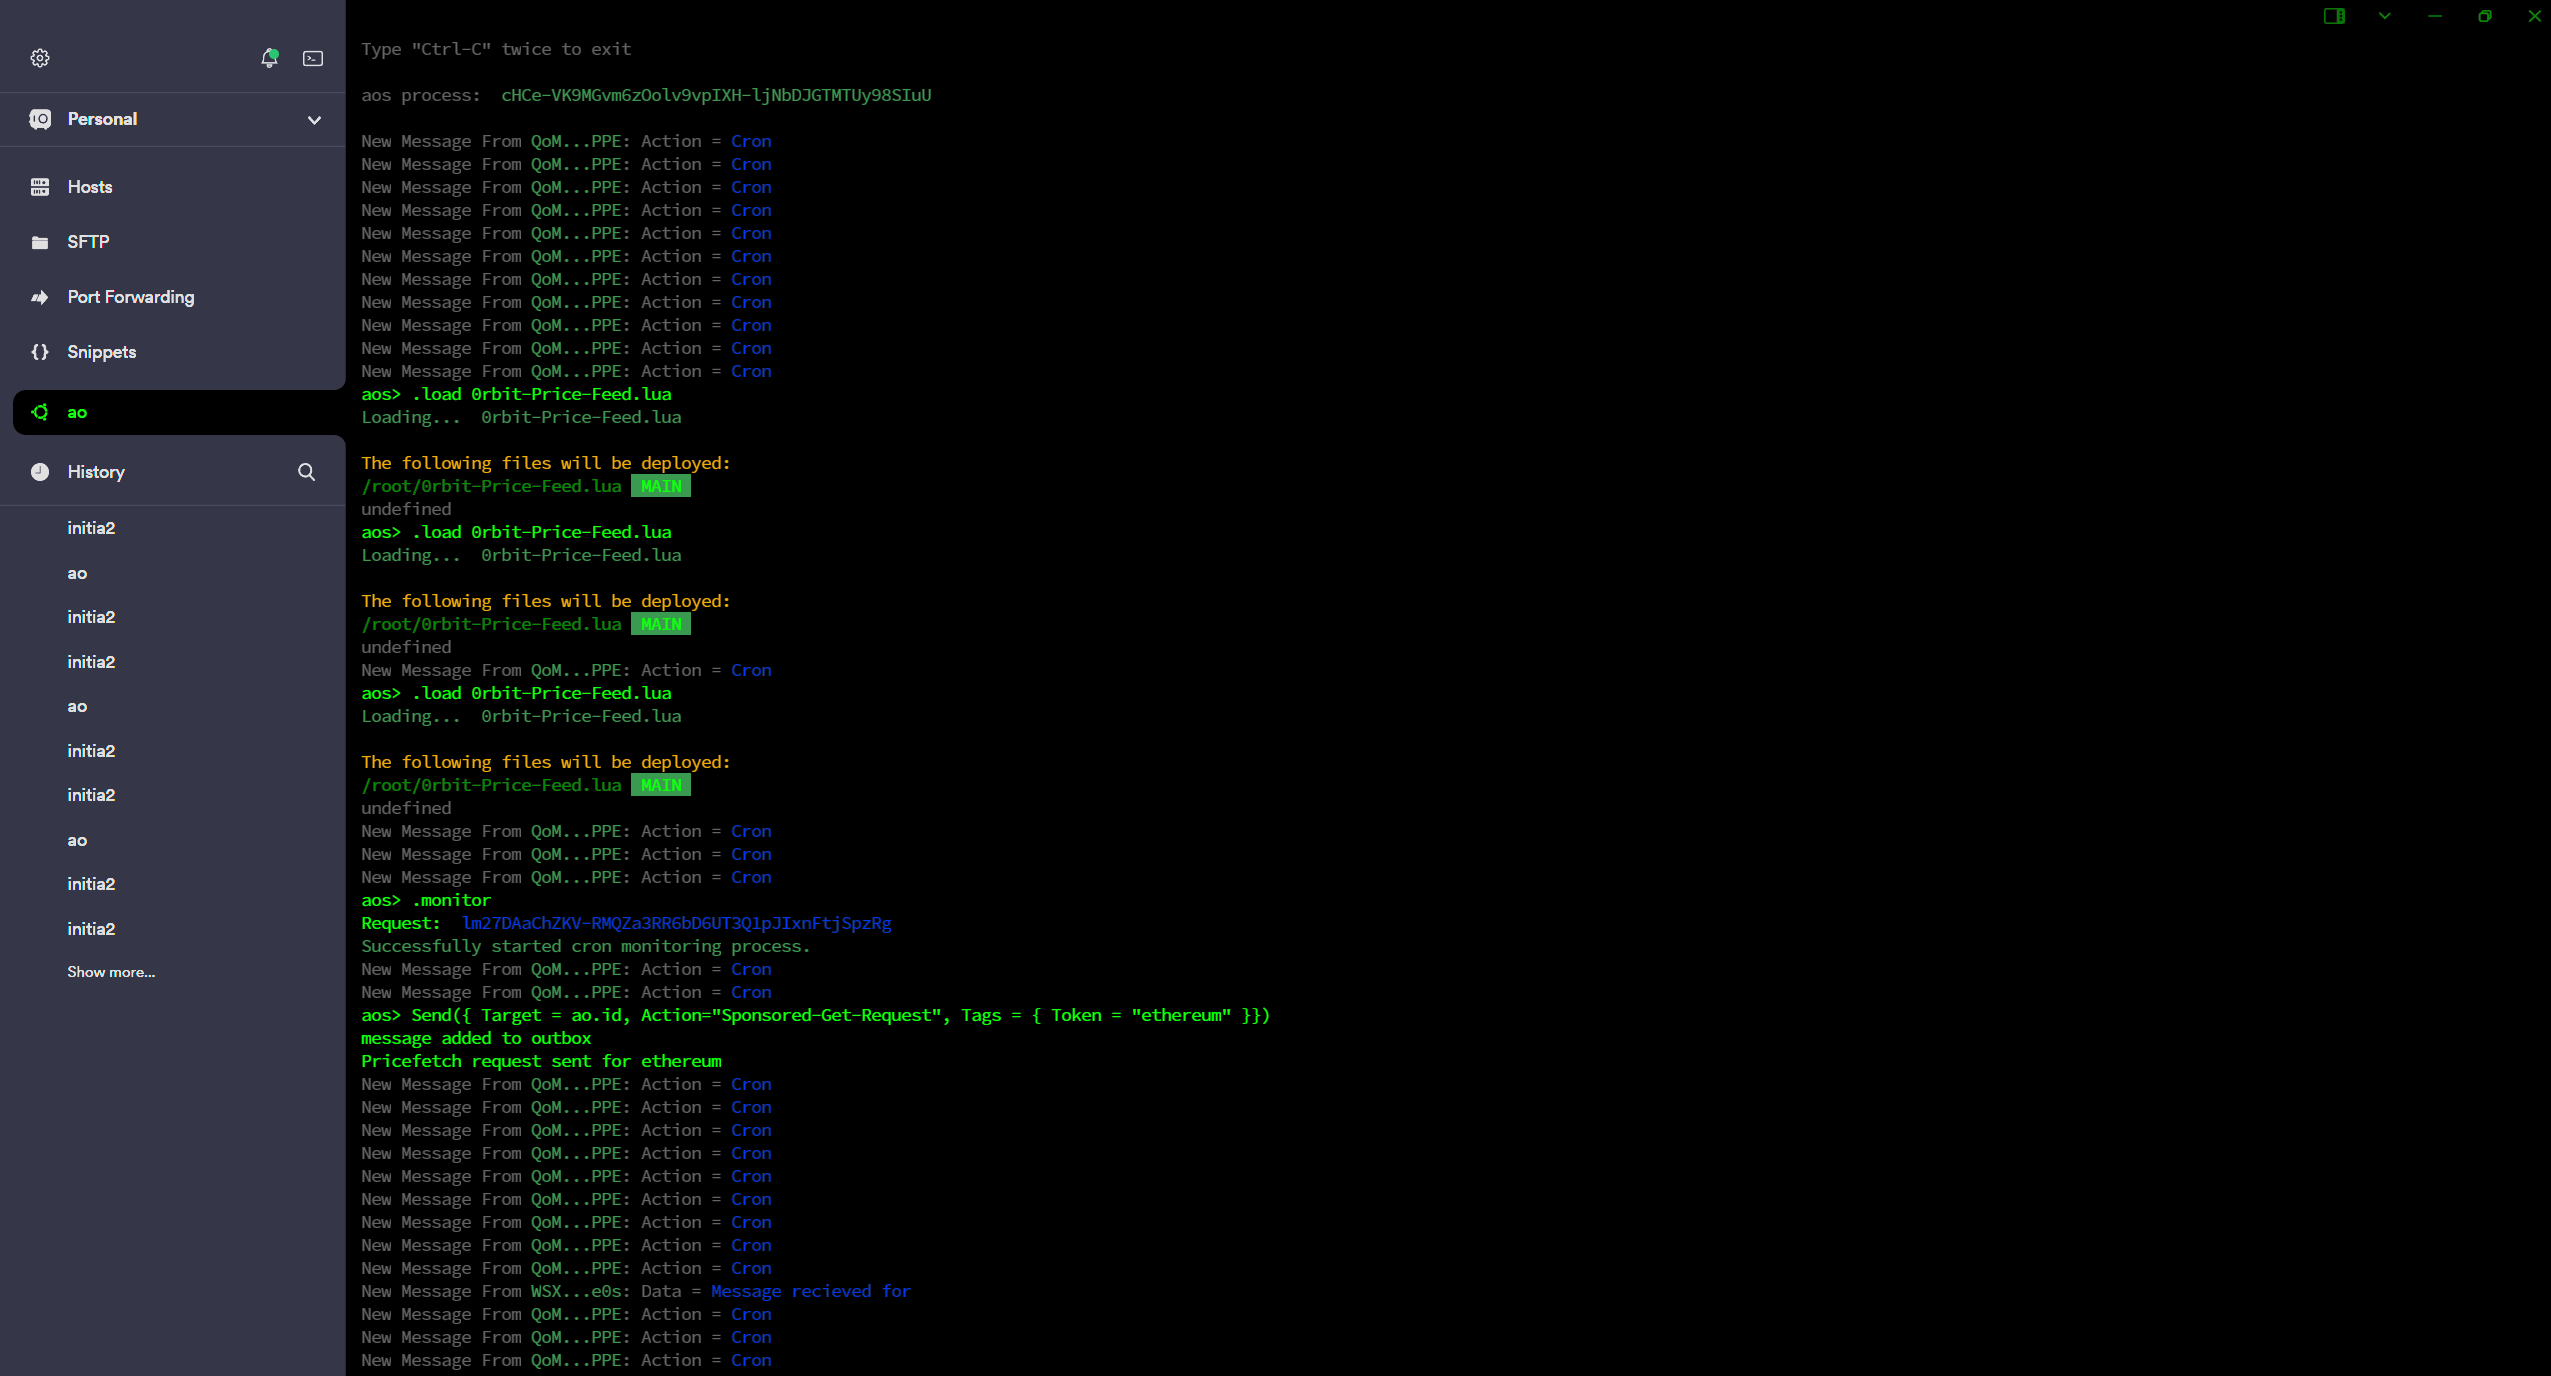 Personal
Hosts
SFTP
Port Forwarding
Snippets
ao
History
initia2
ao
initia2
initia2
ao
initia2
initia2
ao
initia2
initia2
Show more...
Type "Ctrl-C" twice to exit
aos process:  cHCe-VK9MGvm6zOolv9vpIXH-ljNbDJGTMTUy98SIuU
New Message From QoM...PPE: Action = Cron
New Message From QoM...PPE: Action = Cron
New Message From QoM...PPE: Action = Cron
New Message From QoM...PPE: Action = Cron
New Message From QoM...PPE: Action = Cron
New Message From QoM...PPE: Action = Cron
New Message From QoM...PPE: Action = Cron
New Message From QoM...PPE: Action = Cron
New Message From QoM...PPE: Action = Cron
New Message From QoM...PPE: Action = Cron
New Message From QoM...PPE: Action = Cron
aos> .load 0rbit-Price-Feed.lua
Loading...  0rbit-Price-Feed.lua
The following files will be deployed:
/root/0rbit-Price-Feed.lua MAIN
undefined
aos> .load 0rbit-Price-Feed.lua
Loading...  0rbit-Price-Feed.lua
The following files will be deployed:
/root/0rbit-Price-Feed.lua MAIN
undefined
New Message From QoM...PPE: Action = Cron
aos> .load 0rbit-Price-Feed.lua
Loading...  0rbit-Price-Feed.lua
The following files will be deployed:
/root/0rbit-Price-Feed.lua MAIN
undefined
New Message From QoM...PPE: Action = Cron
New Message From QoM...PPE: Action = Cron
New Message From QoM...PPE: Action = Cron
aos> .monitor
Request:  lm27DAaChZKV-RMQZa3RR6bD6UT3Q1pJIxnFtjSpzRg
Successfully started cron monitoring process.
New Message From QoM...PPE: Action = Cron
New Message From QoM...PPE: Action = Cron
aos> Send({ Target = ao.id, Action="Sponsored-Get-Request", Tags = { Token = "ethereum" }})
message added to outbox
Pricefetch request sent for ethereum
New Message From QoM...PPE: Action = Cron
New Message From QoM...PPE: Action = Cron
New Message From QoM...PPE: Action = Cron
New Message From QoM...PPE: Action = Cron
New Message From QoM...PPE: Action = Cron
New Message From QoM...PPE: Action = Cron
New Message From QoM...PPE: Action = Cron
New Message From QoM...PPE: Action = Cron
New Message From QoM...PPE: Action = Cron
New Message From WSX...e0s: Data = Message recieved for
New Message From QoM...PPE: Action = Cron
New Message From QoM...PPE: Action = Cron
New Message From QoM...PPE: Action = Cron